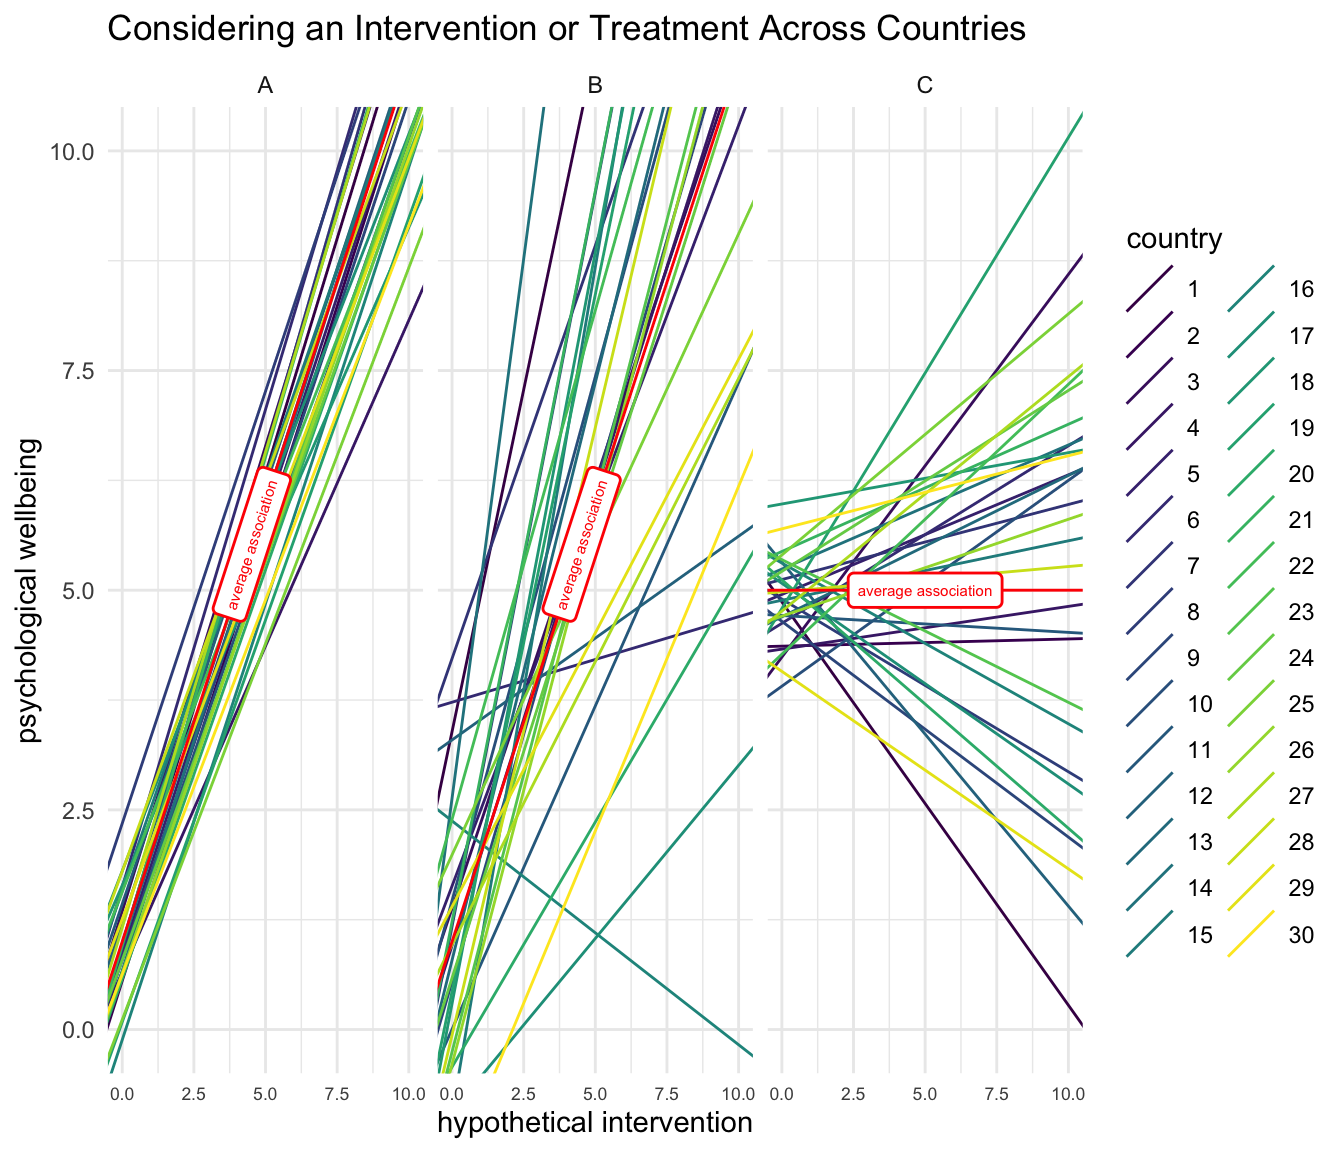 Considering an Intervention or Treatment Across Countries
A
B
C
psychological wellbeing
10.0
7.5
5.0
2.5
0.0
average association
average association
average association
0.0 2.5 5.0 7.5 10.0
0.0 2.5 5.0 7.5 10.0
0.0 2.5 5.0 7.5 10.0
hypothetical intervention
country
1
2
3
4
5
6
7
8
9
10
11
12
13
14
15
16
17
18
19
20
21
22
23
24
25
26
27
28
29
30